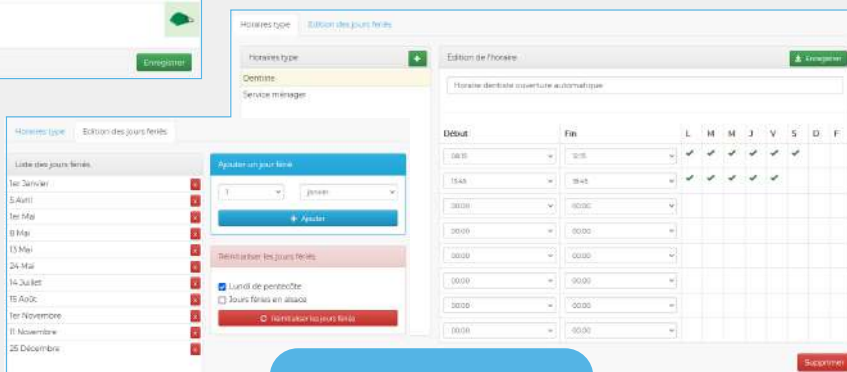 Enregistrer
Horaires type Edition des jours fériés
Horaires type
Dentiste
Service ménager
Edition de l'horaire
Enregistrer
Horaire dentiste ouverture automatique
Début Fin L M M J V S D F
08:15 12:15
13:45 18:45
00:00 00:00
00:00 00:00
00:00 00:00
00:00 00:00
00:00 00:00
00:00 00:00
Supprimer
Horaires type Edition des jours fériés
Liste des jours fériés
1er Janvier
5 Avril
1er Mai
8 Mai
13 Mai
24 Mai
14 Juillet
15 Août
1er Novembre
11 Novembre
25 Décembre
Ajouter un jour férié
1 janvier
Ajouter
Réinitialiser les jours fériés
Lundi de pentecôte
Jours fériés en alsace
Réinitialiser les jours fériés